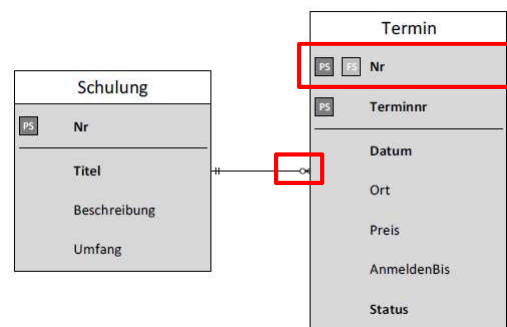 Schulung
PS Nr
Titel
Beschreibung
Umfang
Termin
PS FS Nr
PS Terminnr
Datum
Ort
Preis
AnmeldenBis
Status